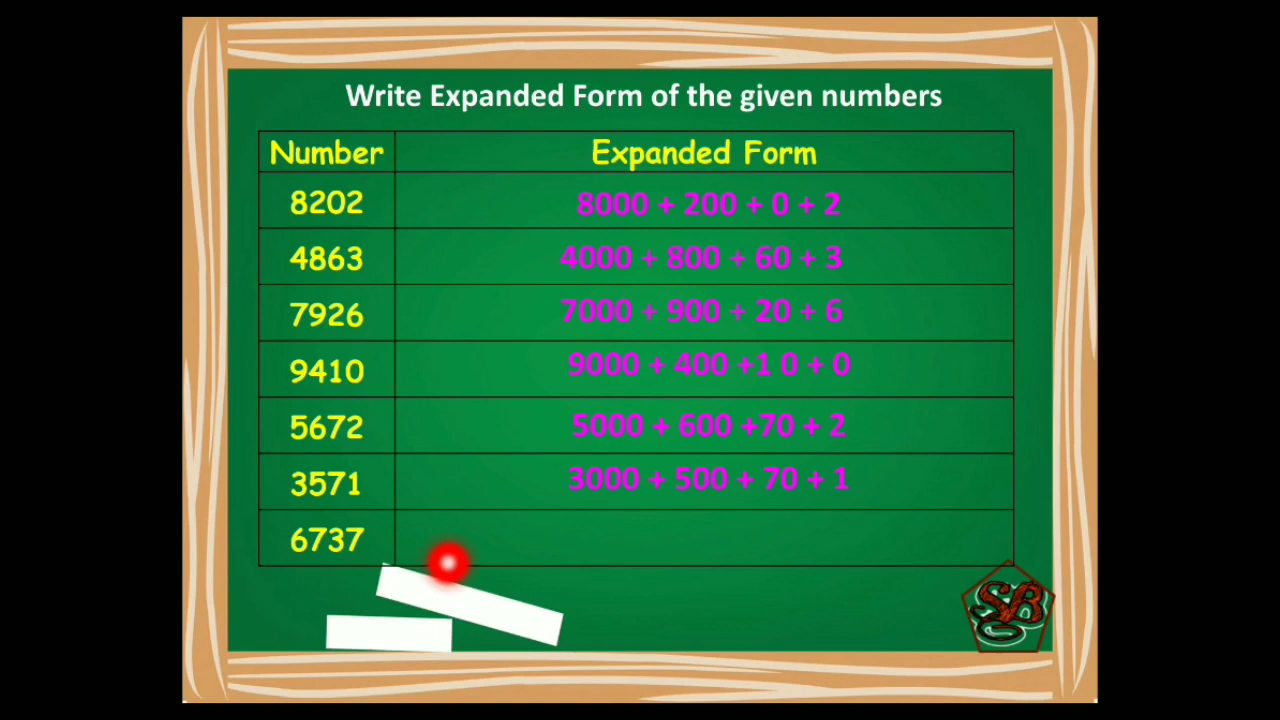 Write Expanded Form of the given numbers
Number Expanded Form
8202 8000 + 200 + 0 + 2
4863 4000 + 800 + 60 + 3
7926 7000 + 900 + 20 + 6
9410 9000 + 400 +1 0 + 0
5672 5000 + 600 +70 + 2
3571 3000 + 500 + 70 + 1
6737
SB